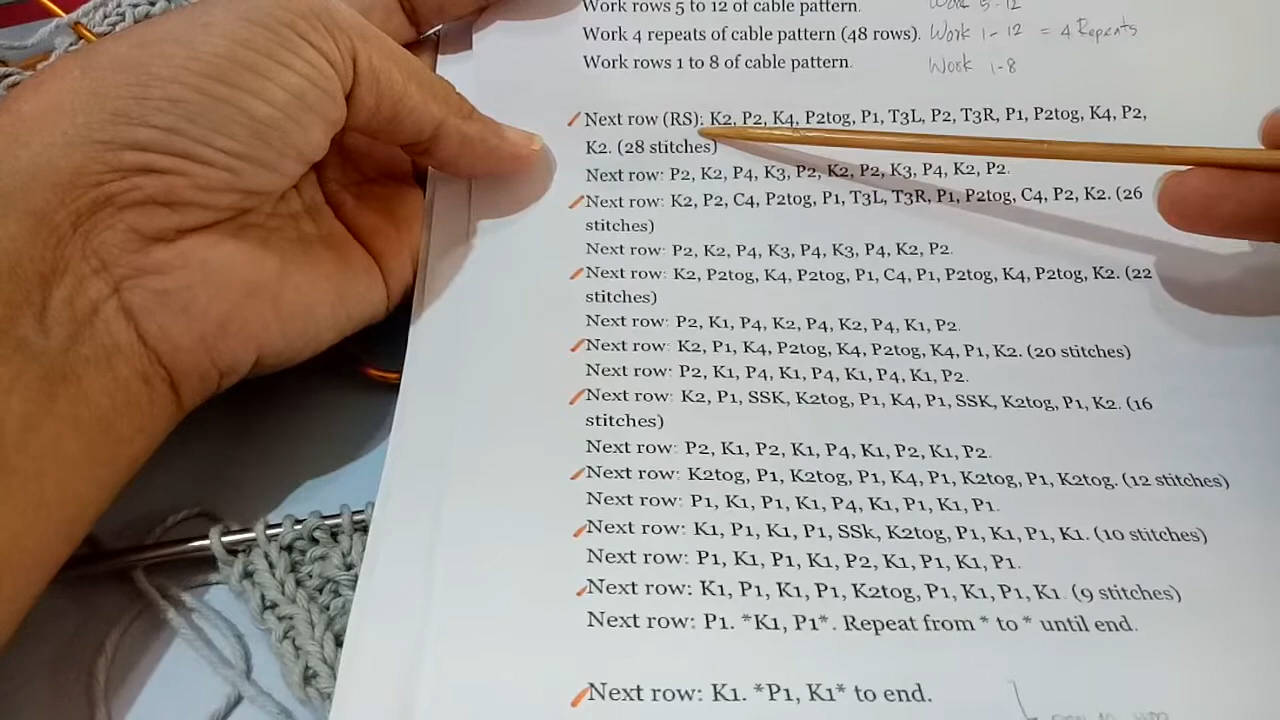 Work rows 5 to 12 of cable pattern. Work 5-12
Work 4 repeats of cable pattern (48 rows). Work 1-12 = 4 Repeats
Work rows 1 to 8 of cable pattern. Work 1-8
Next row (RS): K2, P2, K4, P2tog, P1, T3L, P2, T3R, P1, P2tog, K4, P2,
K2. (28 stitches)
Next row: P2, K2, P4, K3, P2, K2, P2, K3, P4, K2, P2.
Next row: K2, P2, C4, P2tog, P1, T3L, T3R, P1, P2tog, C4, P2, K2. (26
stitches)
Next row: P2, K2, P4, K3, P4, K3, P4, K2, P2.
Next row: K2, P2tog, K4, P2tog, P1, C4, P1, P2tog, K4, P2tog, K2. (22
stitches)
Next row: P2, K1, P4, K2, P4, K2, P4, K1, P2.
Next row: K2, P1, K4, P2tog, K4, P2tog, K4, P1, K2. (20 stitches)
Next row: P2, K1, P4, K1, P4, K1, P4, K1, P2.
Next row: K2, P1, SSK, K2tog, P1, K4, P1, SSK, K2tog, P1, K2. (16
stitches)
Next row: P2, K1, P2, K1, P4, K1, P2, K1, P2.
Next row: K2tog, P1, K2tog, P1, K4, P1, K2tog, P1, K2tog. (12 stitches)
Next row: P1, K1, P1, K1, P4, K1, P1, K1, P1.
Next row: K1, P1, K1, P1, SSk, K2tog, P1, K1, P1, K1. (10 stitches)
Next row: P1, K1, P1, K1, P2, K1, P1, K1, P1.
Next row: K1, P1, K1, P1, K2tog, P1, K1, P1, K1. (9 stitches)
Next row: P1. *K1, P1*. Repeat from * to * until end.
Next row: K1. *P1, K1* to end.